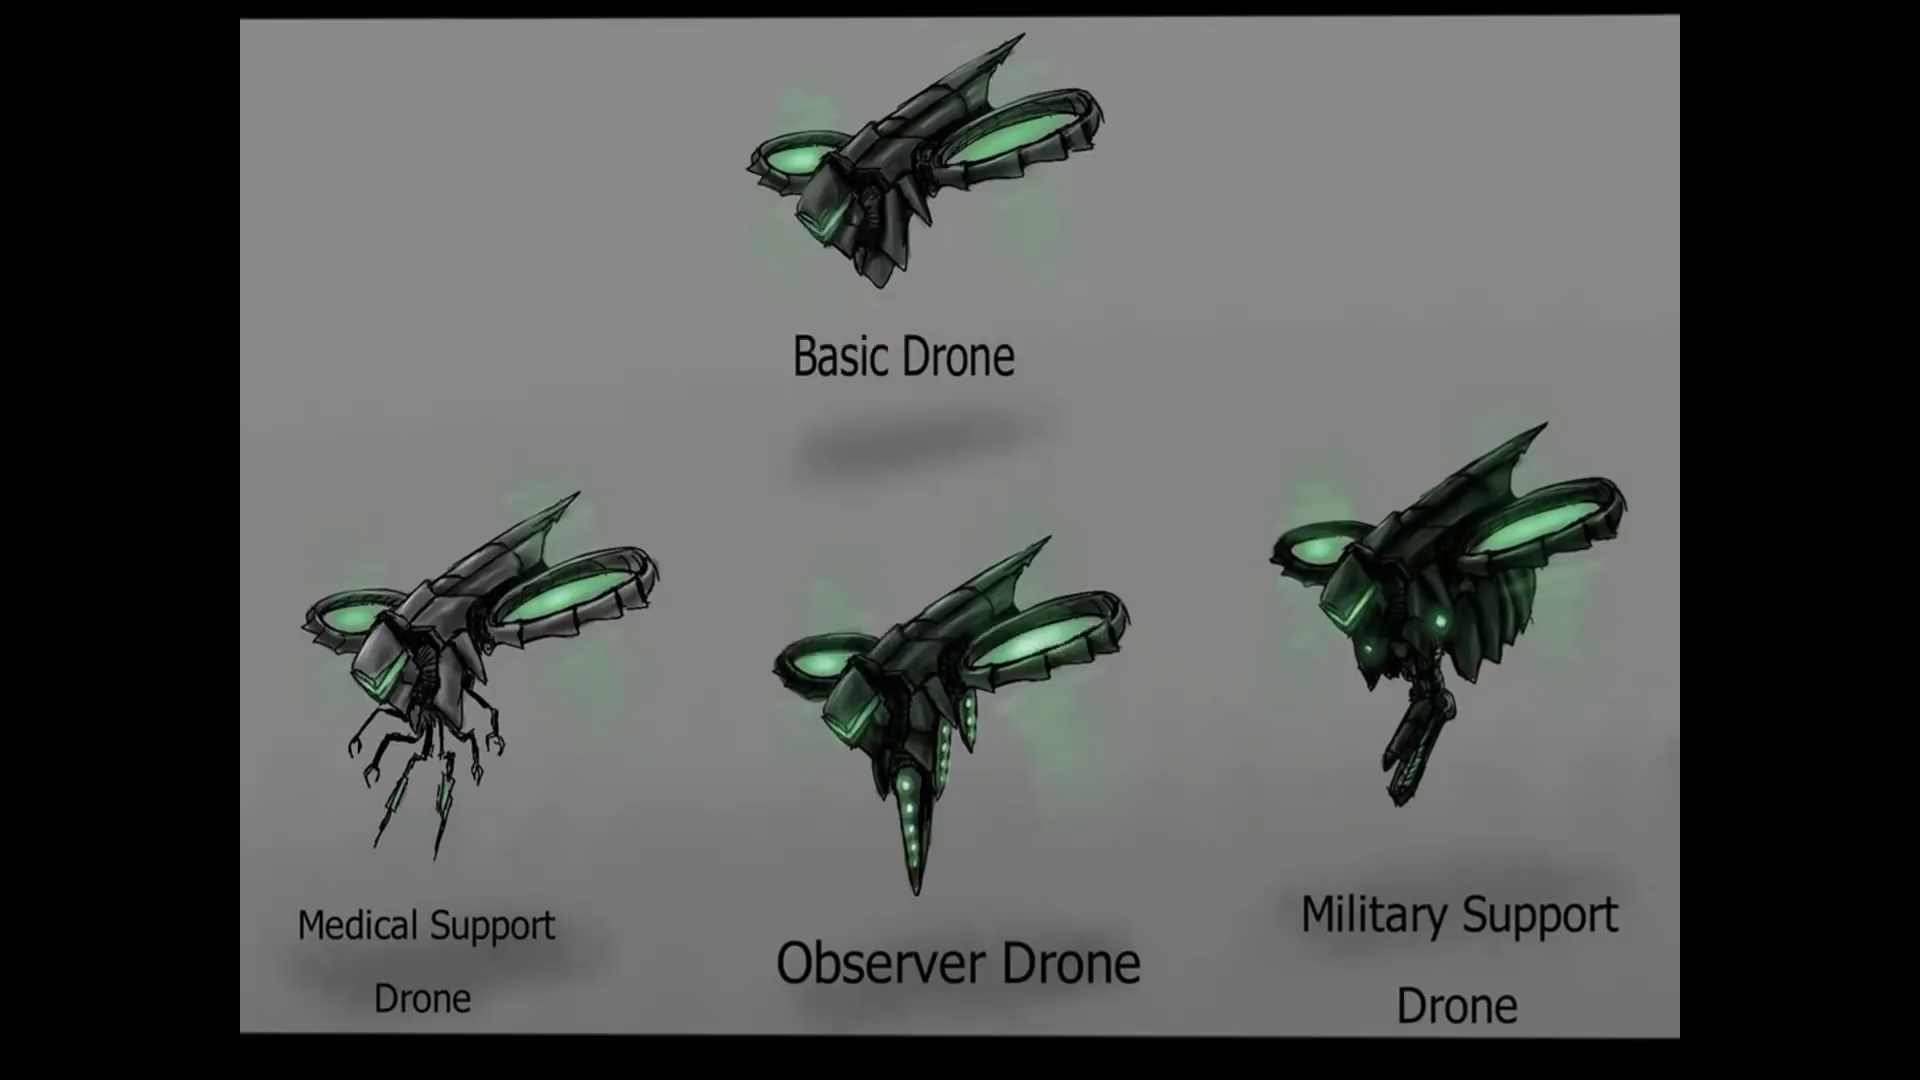 Basic Drone
Medical Support
Drone
Observer Drone
Military Support
Drone